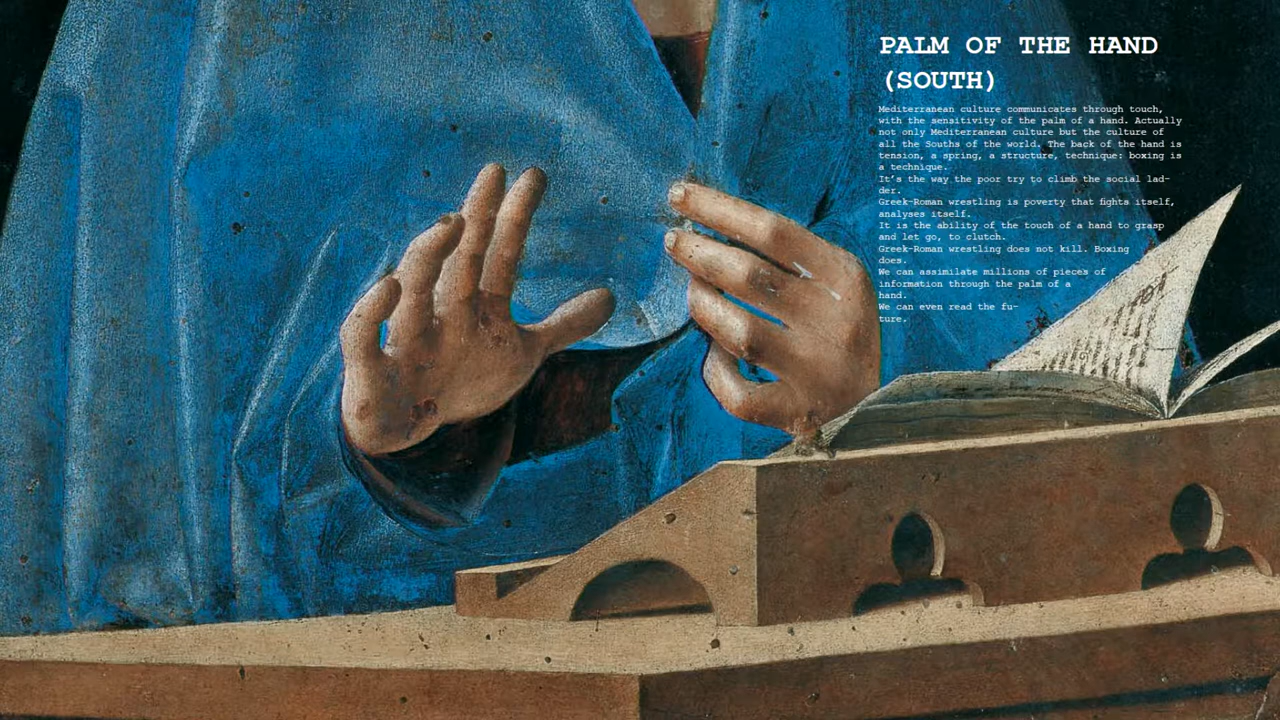 PALM OF THE HAND
(SOUTH)
Mediterranean culture communicates through touch,
with the sensitivity of the palm of a hand. Actually
not only Mediterranean culture but the culture of
all the Souths of the world. The back of the hand is
tension, a spring, a structure, technique: boxing is
a technique.
It's the way the poor try to climb the social lad-
der.
Greek-Roman wrestling is poverty that fights itself,
analyses itself.
It is the ability of the touch of a hand to grasp
and let go, to clutch.
Greek-Roman wrestling does not kill. Boxing
does.
We can assimilate millions of pieces of
information through the palm of a
hand.
We can even read the fu-
ture.